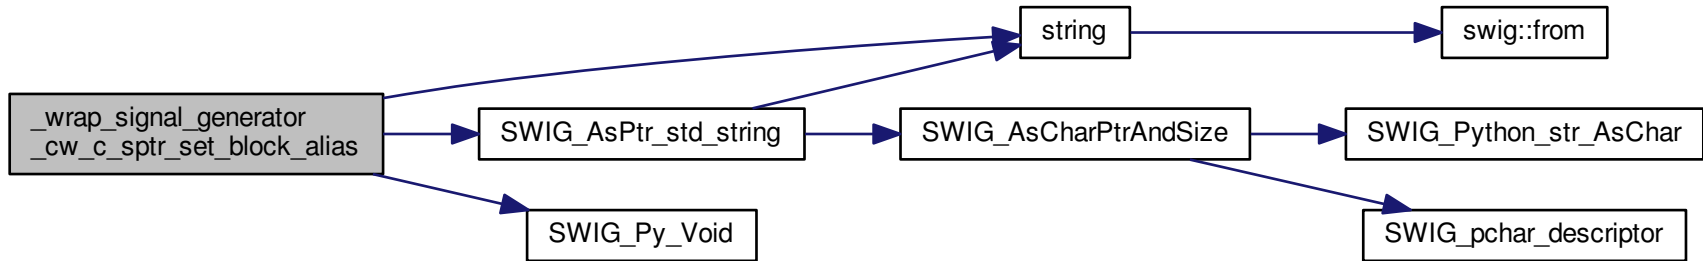 string
swig::from
_wrap_signal_generator
_cw_c_sptr_set_block_alias
SWIG_AsPtr_std_string
SWIG_AsCharPtrAndSize
SWIG_Python_str_AsChar
SWIG_Py_Void
SWIG_pchar_descriptor